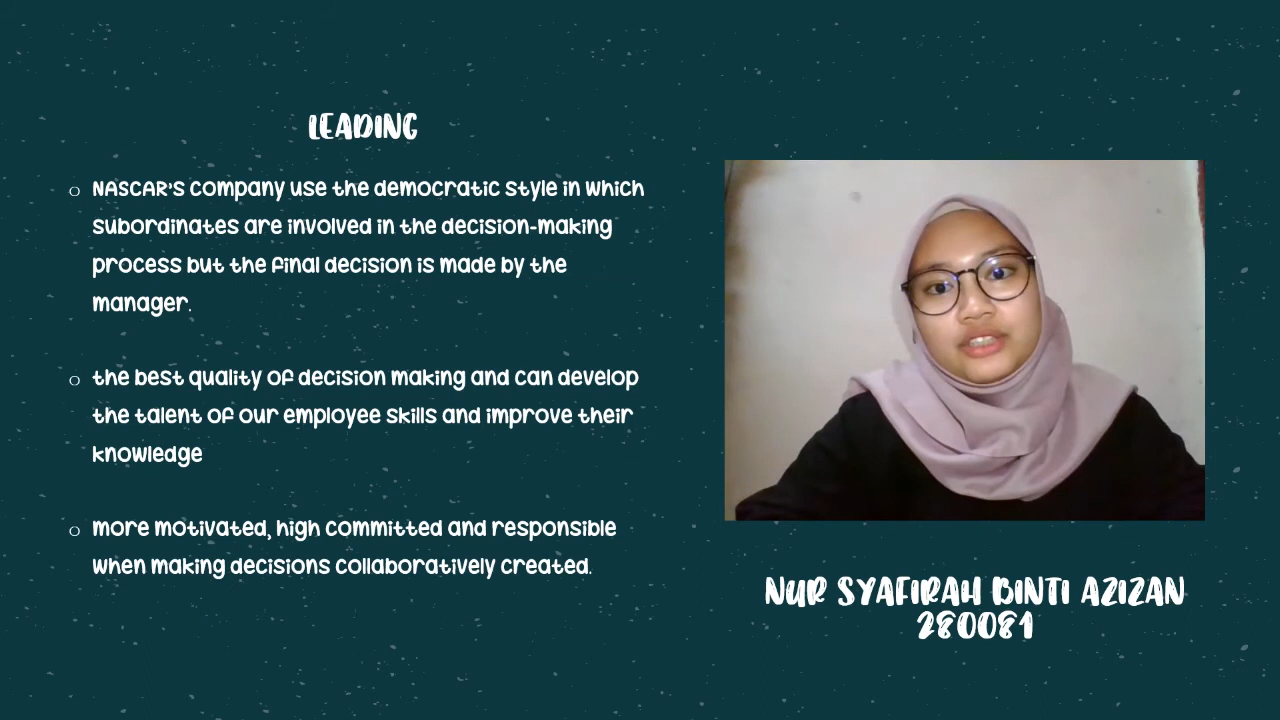 LEADING
○ NASCAR'S company use the democratic style in which
subordinates are involved in the decision-making
process but the final decision is made by the
manager.
○ the best quality of decision making and can develop
the talent of our employee skills and improve their
knowledge
○ more motivated, high committed and responsible
when making decisions collaboratively created.
NUR SYAFIRAH BINTI AZIZAN
280081